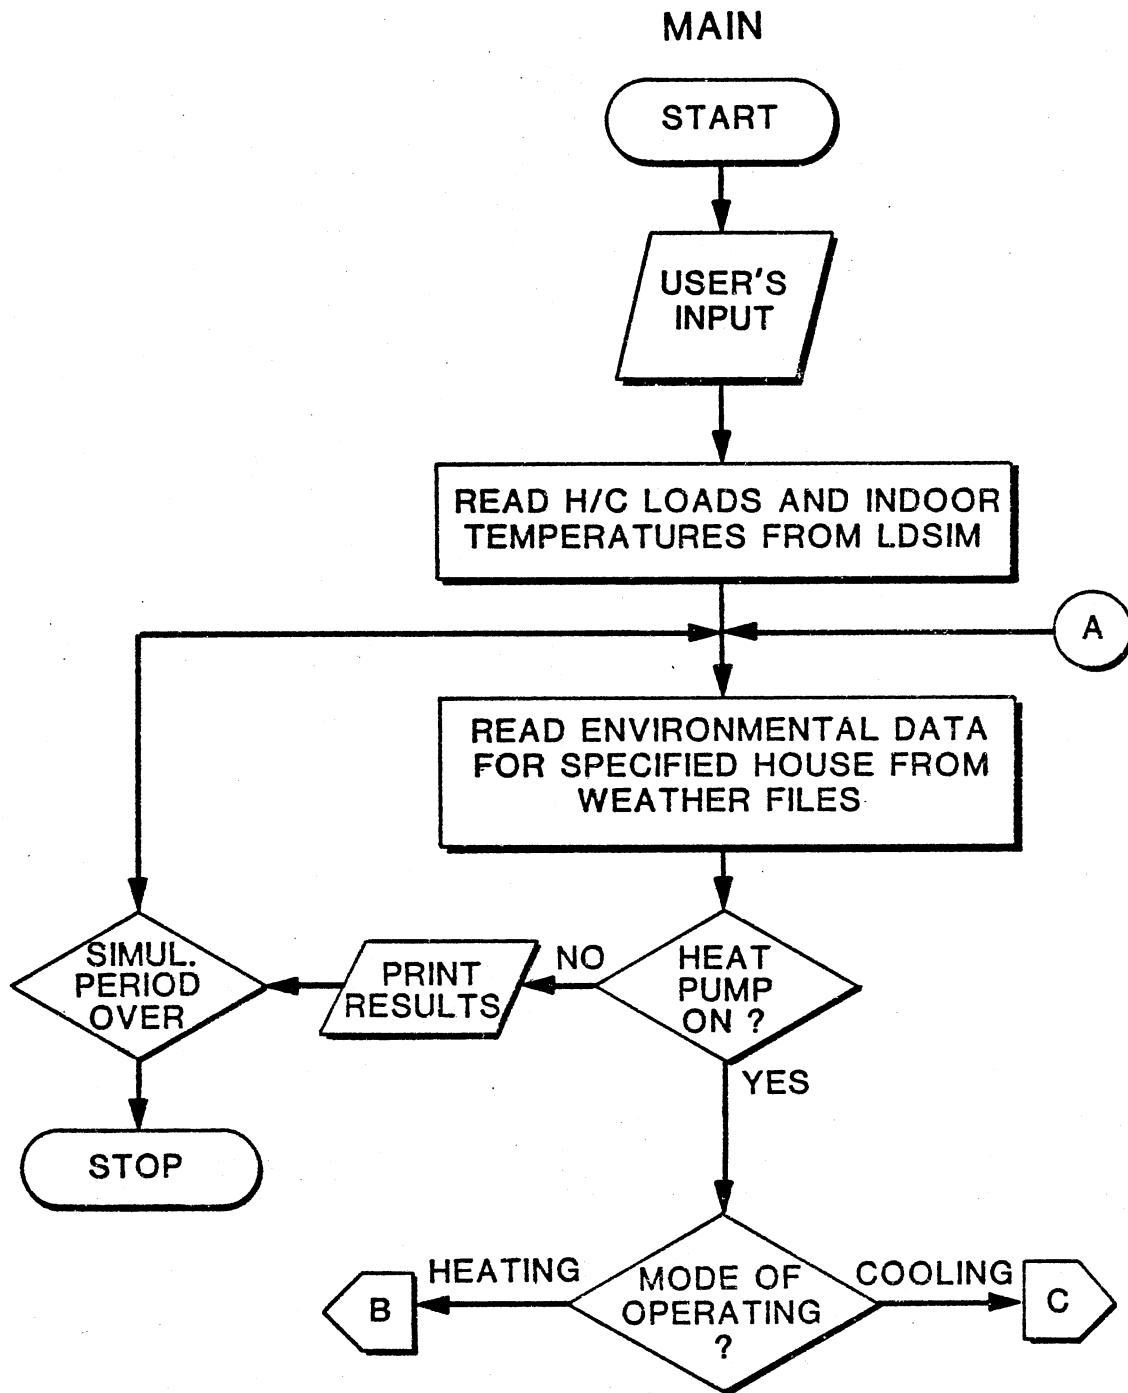 MAIN
START
USER'S
INPUT
READ H/C LOADS AND INDOOR
TEMPERATURES FROM LDSIM
A
READ ENVIRONMENTAL DATA
FOR SPECIFIED HOUSE FROM
WEATHER FILES
SIMUL.
PERIOD
OVER
PRINT
RESULTS
NO
HEAT
PUMP
ON ?
YES
STOP
B
HEATING
MODE OF
OPERATING
?
COOLING
C